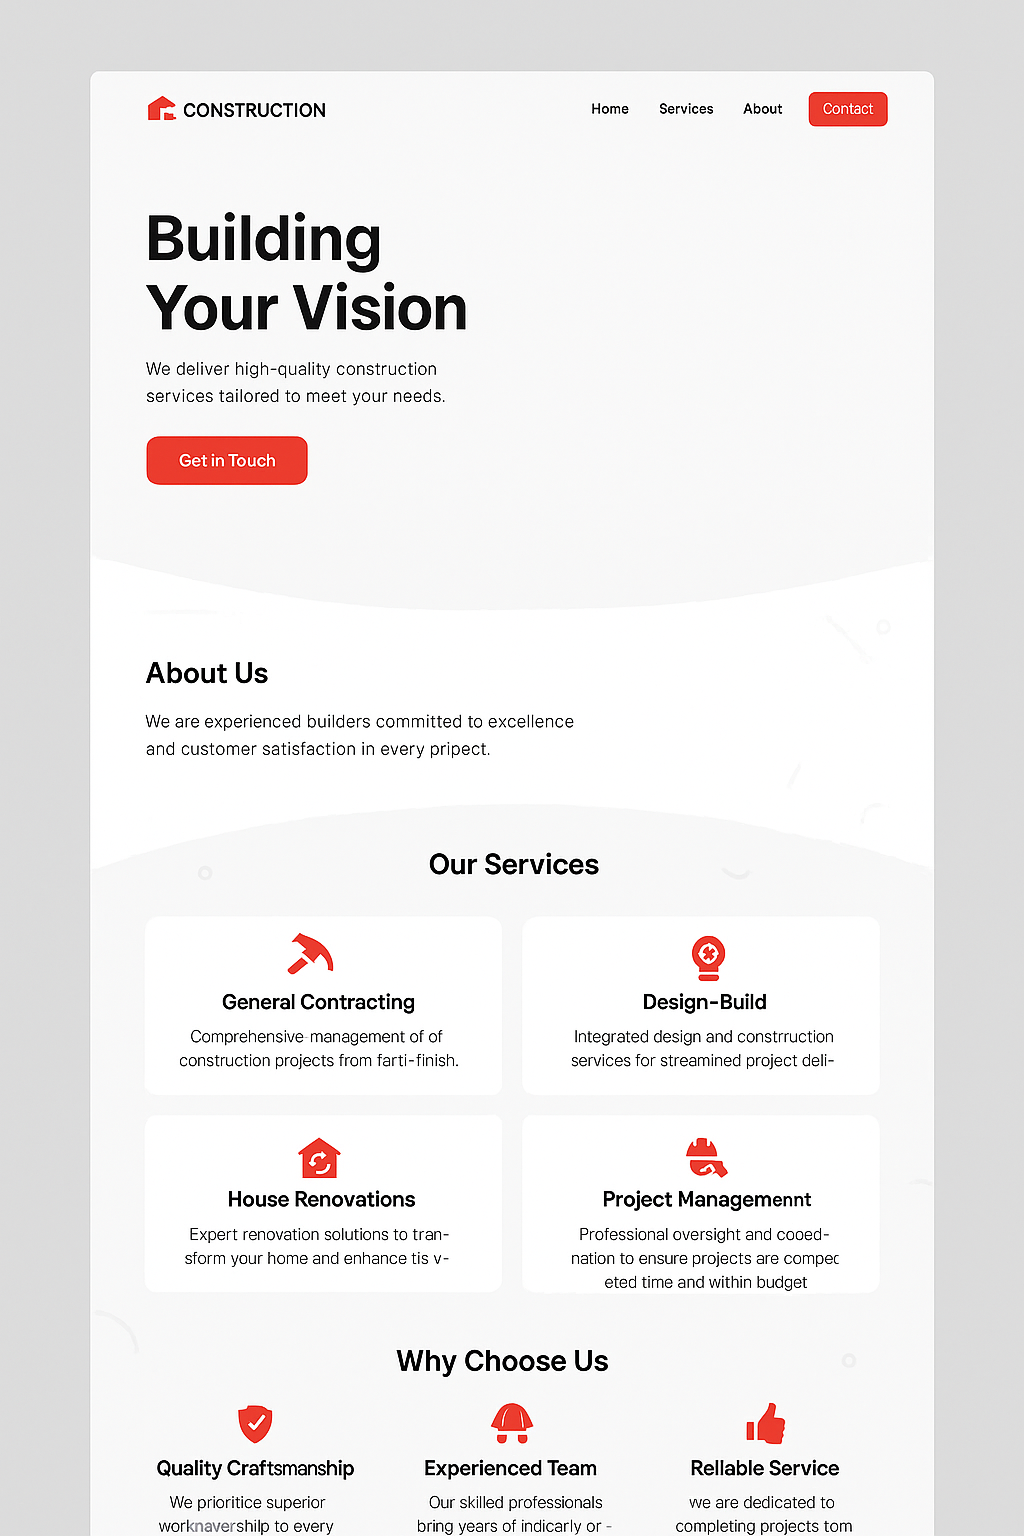 CONSTRUCTION
Home Services About Contact
Building
Your Vision
We deliver high-quality construction
services tailored to meet your needs.
Get in Touch
About Us
We are experienced builders committed to excellence
and customer satisfaction in every pripect.
Our Services
General Contracting
Comprehensive-management of of
construction projects from farti-finish.
Design-Build
Integrated design and constrruction
services for streamined project deli-
House Renovations
Expert renovation solutions to tran-
sform your home and enhance tis v-
Project Managemennt
Professional oversight and cooed-
nation to ensure projects are compec
eted time and within budget
Why Choose Us
Quality Craftsmanship
We prioritice superior
worknavershilp to every
Experienced Team
Our skilled professionals
bring years of indicarly or -
Rellable Service
we are dedicated to
completing projects tom